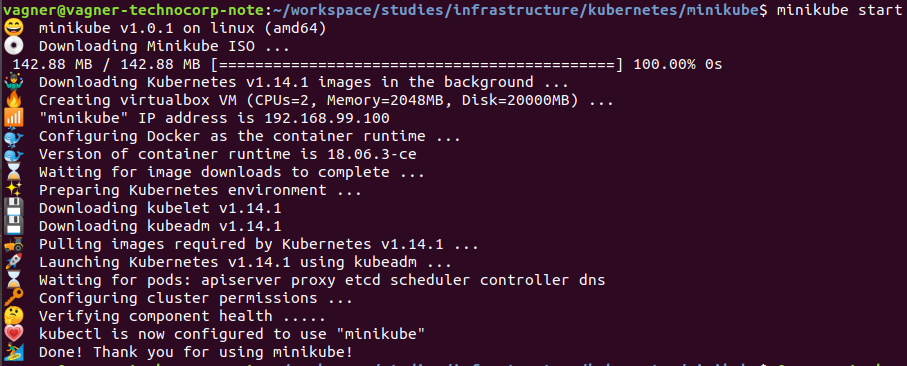 vagner@vagner-technocorp-note:~/workspace/studies/infrastructure/kubernetes/minikube$ minikube start
minikube v1.0.1 on linux (amd64)
Downloading Minikube ISO ...
142.88 MB / 142.88 MB [============================================] 100.00% 0s
Downloading Kubernetes v1.14.1 images in the background ...
Creating virtualbox VM (CPUs=2, Memory=2048MB, Disk=20000MB) ...
"minikube" IP address is 192.168.99.100
Configuring Docker as the container runtime ...
Version of container runtime is 18.06.3-ce
Waiting for image downloads to complete ...
Preparing Kubernetes environment ...
Downloading kubelet v1.14.1
Downloading kubeadm v1.14.1
Pulling images required by Kubernetes v1.14.1 ...
Launching Kubernetes v1.14.1 using kubeadm ...
Waiting for pods: apiserver proxy etcd scheduler controller dns
Configuring cluster permissions ...
Verifying component health .....
kubectl is now configured to use "minikube"
Done! Thank you for using minikube!